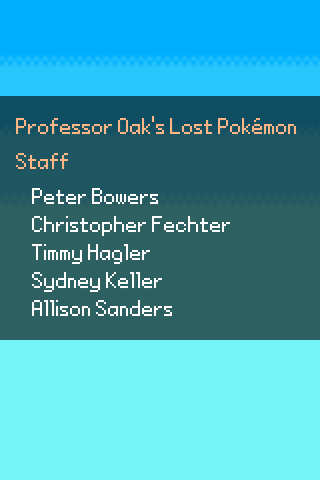 Professor Oak's Lost Pokémon
Staff
Peter Bowers
Christopher Fechter
Timmy Hagler
Sydney Keller
Allison Sanders